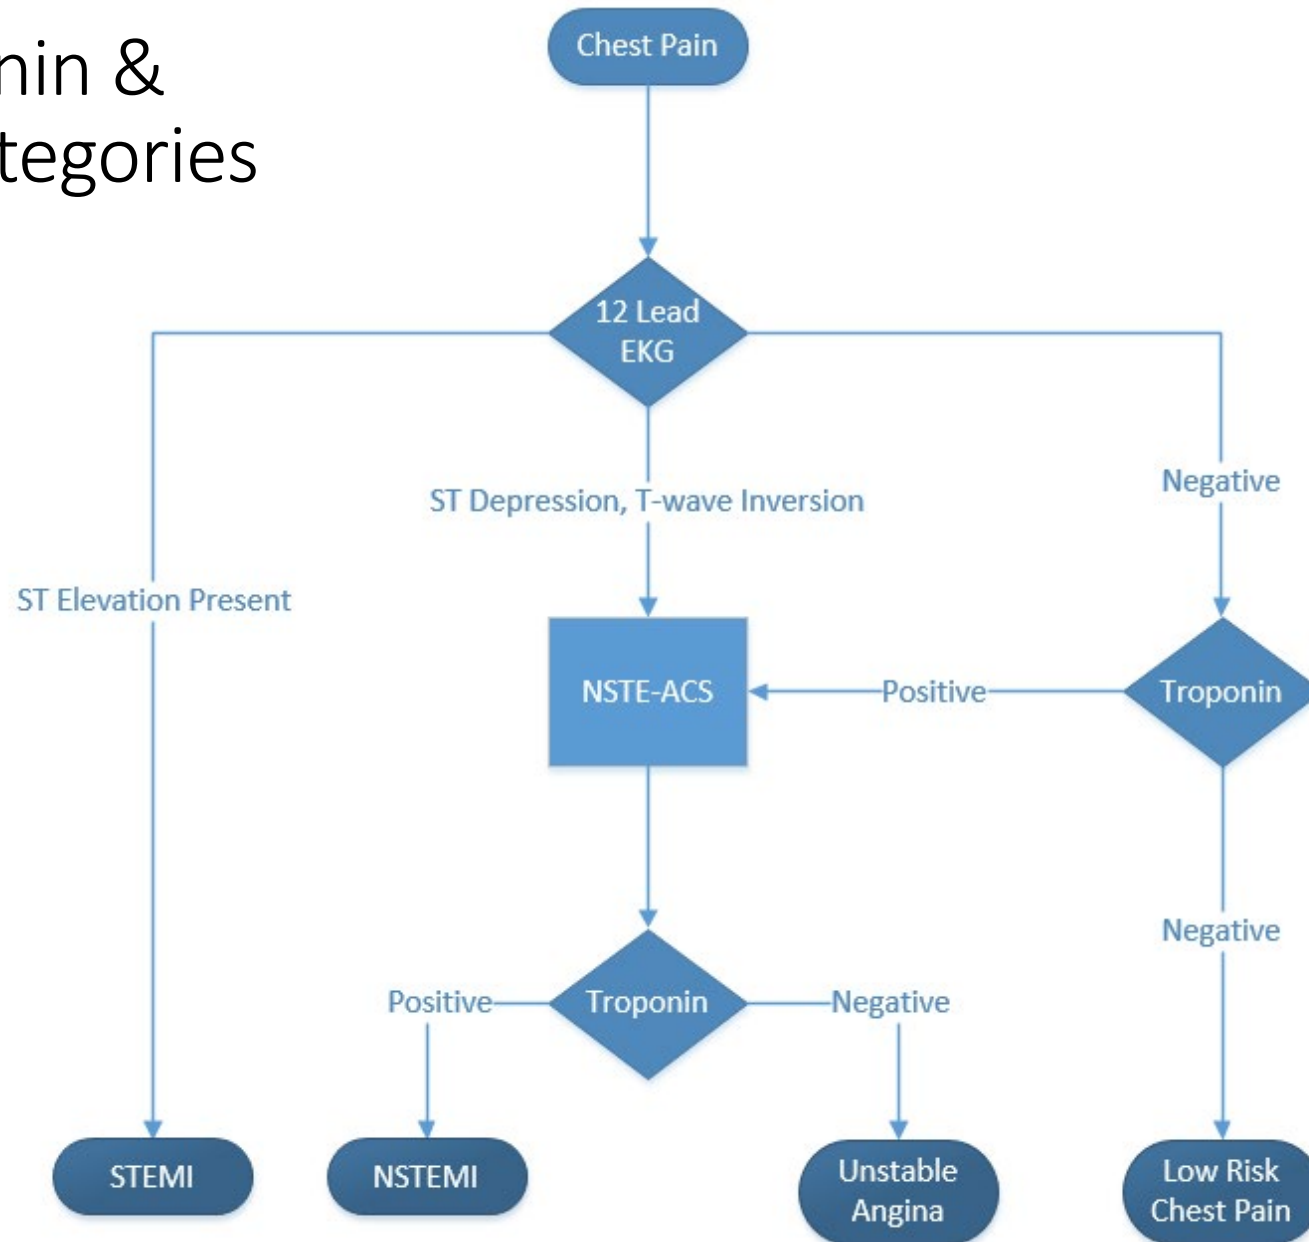 nin &
tegories
Chest Pain
12 Lead
EKG
ST Depression, T-wave Inversion
Negative
ST Elevation Present
NSTE-ACS
Positive
Troponin
Negative
Positive
Troponin
Negative
STEMI
NSTEMI
Unstable
Angina
Low Risk
Chest Pain